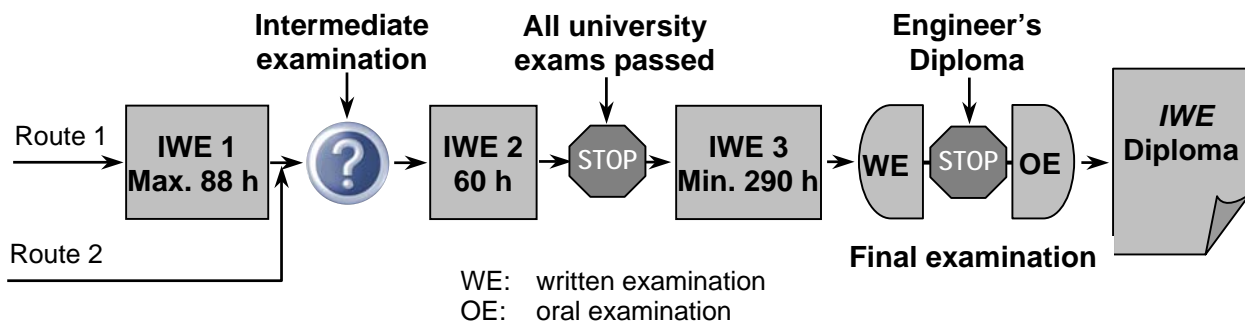 Intermediate
examination
All university
exams passed
Engineer's
Diploma
Route 1
IWE 1
Max. 88 h
?
IWE 2
60 h
STOP
IWE 3
Min. 290 h
WE
STOP
OE
IWE
Diploma
Route 2
Final examination
WE: written examination
OE: oral examination